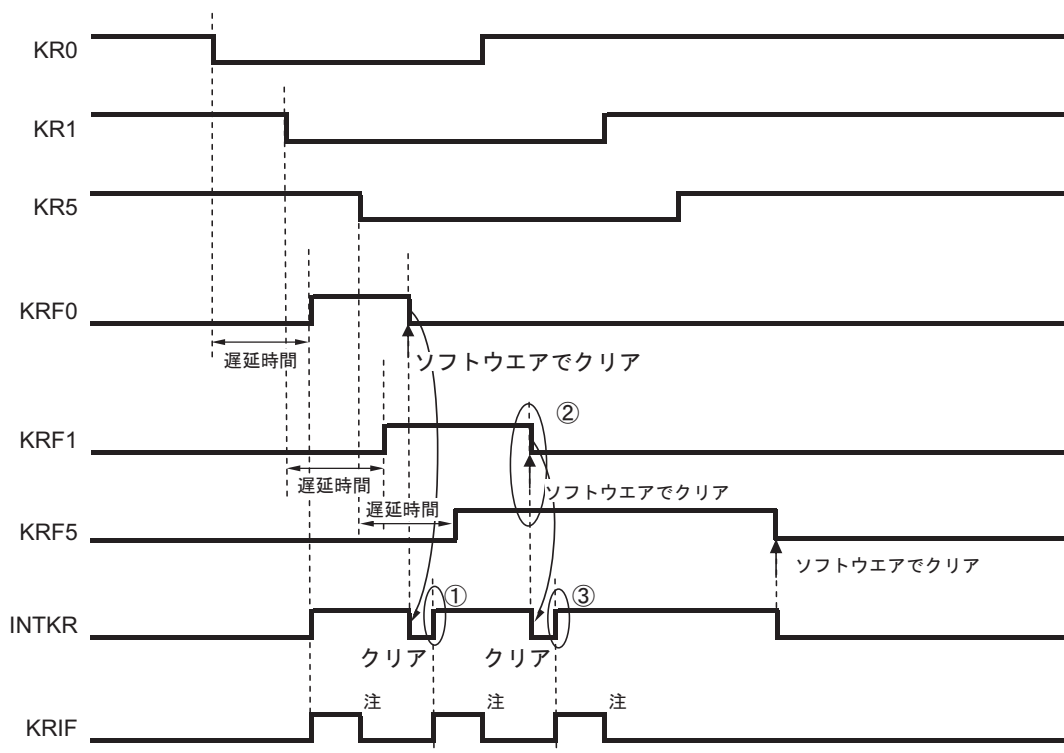 KR0
KR1
KR5
KRF0
遅延時間
ソフトウエアでクリア
KRF1
②
遅延時間
ソフトウエアでクリア
遅延時間
KRF5
ソフトウエアでクリア
①
③
INTKR
クリア
クリア
注
注
注
KRIF